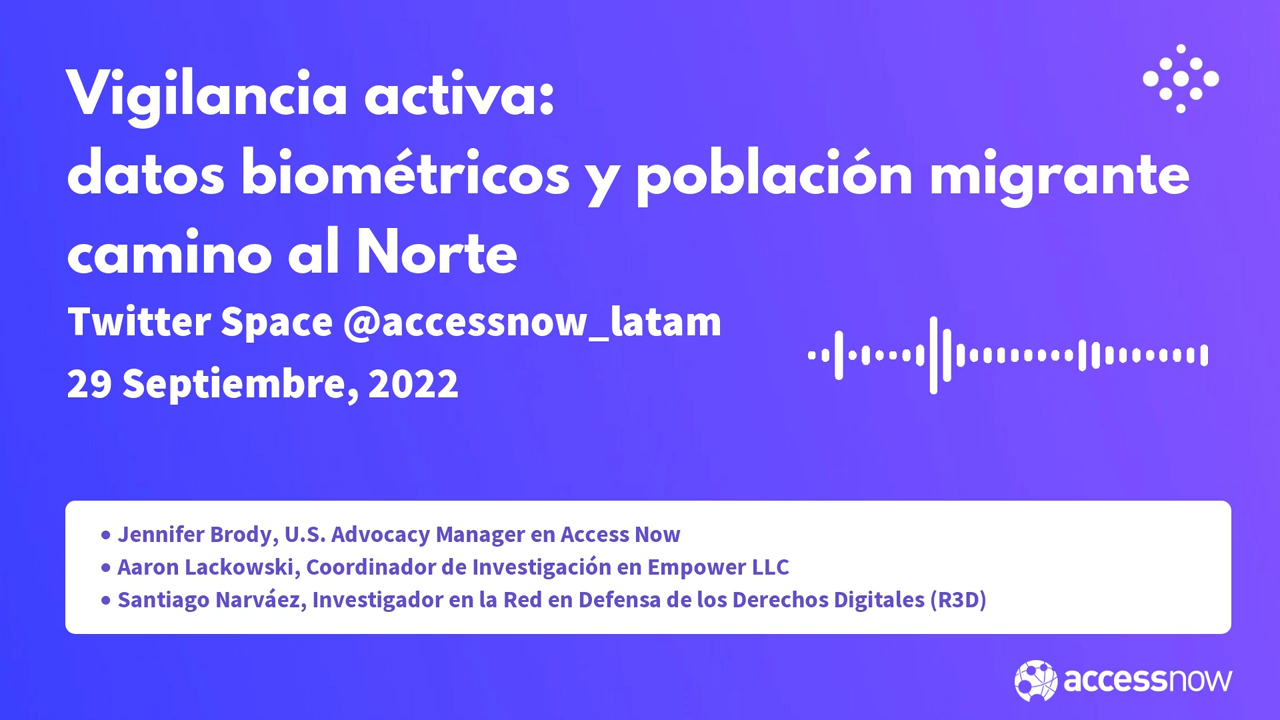 Vigilancia activa:
datos biométricos y población migrante
camino al Norte
Twitter Space @accessnow_latam
29 Septiembre, 2022
• Jennifer Brody, U.S. Advocacy Manager en Access Now
• Aaron Lackowski, Coordinador de Investigación en Empower LLC
• Santiago Narváez, Investigador en la Red en Defensa de los Derechos Digitales (R3D)
accessnow